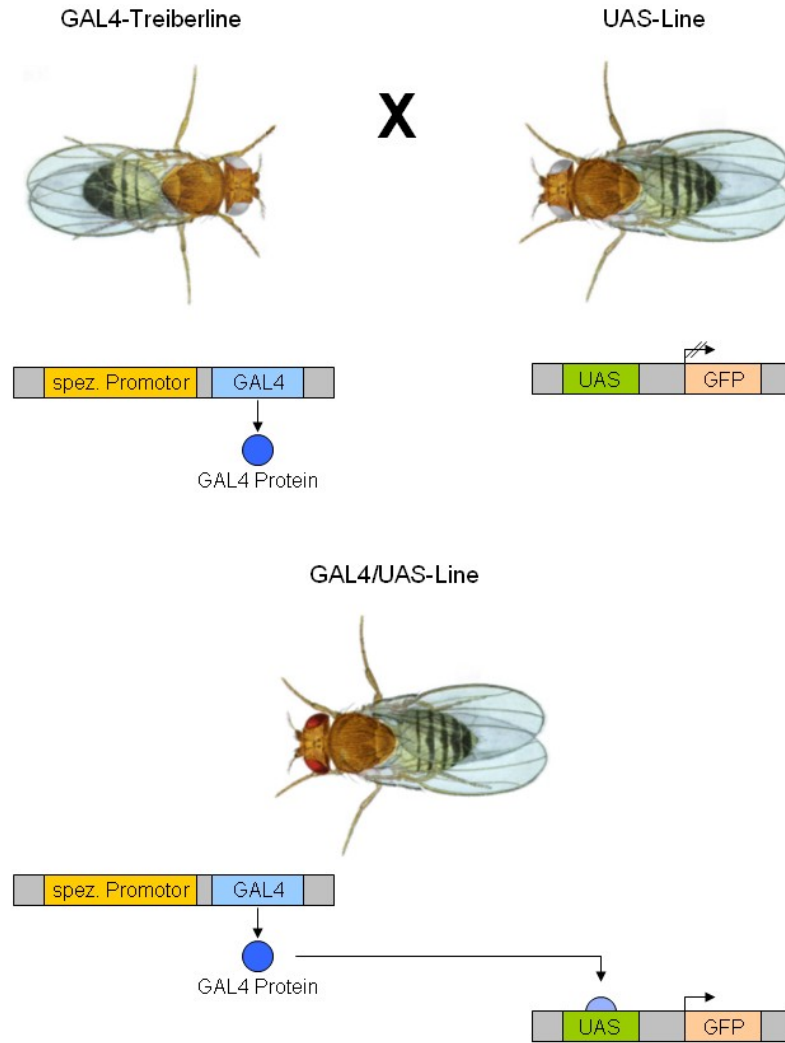 GAL4-Treiberline
UAS-Line
X
spez. Promotor
GAL4
GAL4 Protein
UAS
GFP
GAL4/UAS-Line
spez. Promotor
GAL4
GAL4 Protein
UAS
GFP